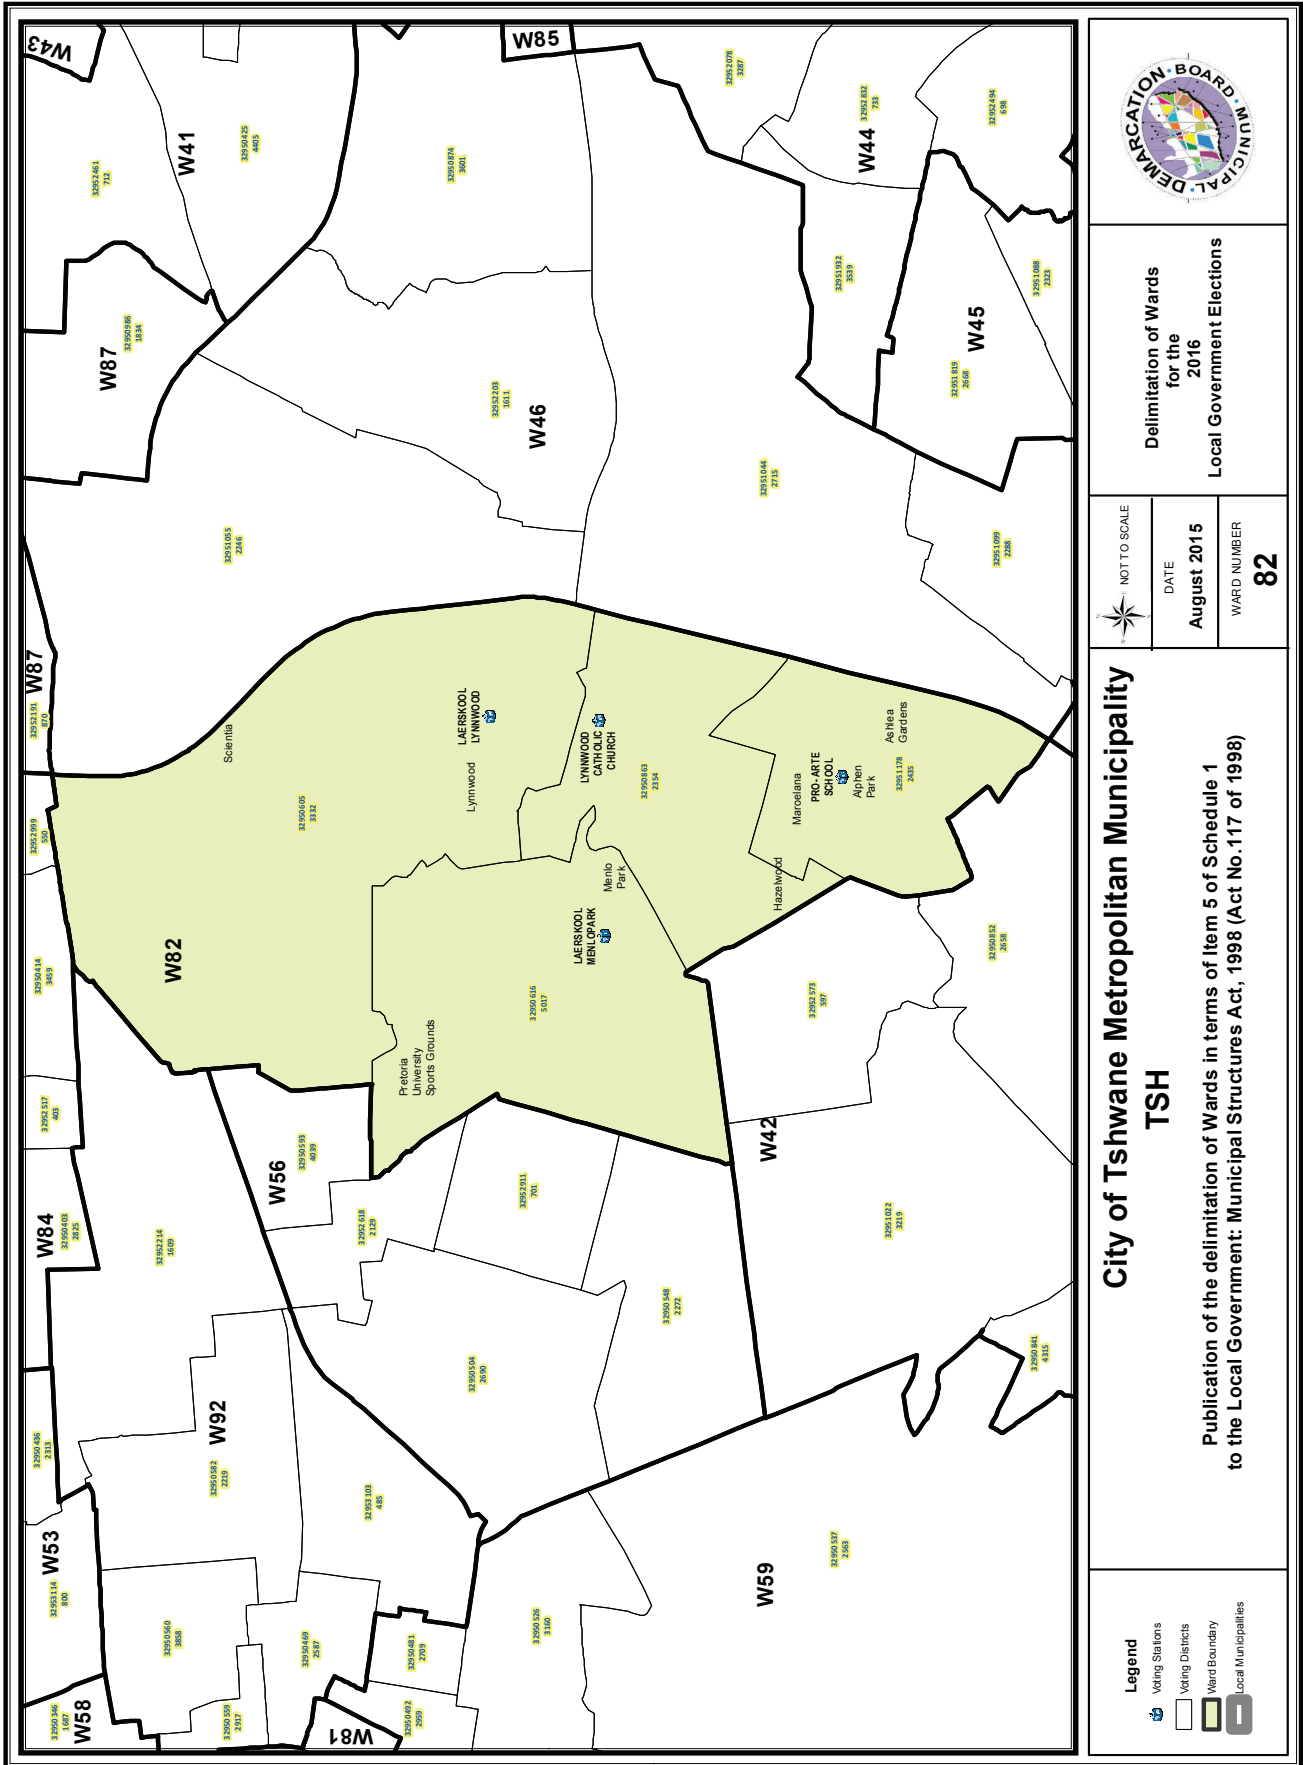 W43
W85
32952461
712
W41
32950425
4405
32950874
3601
32952078
3287
32952832
733
W44
32952494
698
W87
32950986
1834
32952203
1611
W46
32951932
3539
32951088
2323
W45
32951819
2668
32951055
2246
32951044
2715
32951099
2288
W87
32952191
870
32952999
550
Scientia
LAERSKOOL
LYNNWOOD
Lynnwood
32950605
3332
LYNNWOOD
CATHOLIC
CHURCH
32950863
2354
Maroelana
PRO-ARTE
SCHOOL
Alphen
Park
Ashlea
Gardens
32951178
2435
Hazelwood
Menlo
Park
LAERSKOOL
MENLOPARK
32950616
5017
Pretoria
University
Sports Grounds
W82
32950414
3459
32952573
597
32950852
2658
32952517
403
W84
32950403
2825
32952214
1609
W56
32950593
4039
32952618
2129
32952911
701
W42
32951022
3219
32950548
2272
32950504
2690
32950841
4315
32950436
2313
W92
32950582
2219
32953103
485
W53
32953114
800
32950560
3858
32950469
2587
32950481
2709
32950526
3160
32950537
2563
W59
32950346
1687
W58
32950559
2917
W81
32950492
2959
Legend
Voting Stations
Voting Districts
Ward Boundary
Local Municipalities
City of Tshwane Metropolitan Municipality
TSH
Publication of the delimitation of Wards in terms of Item 5 of Schedule 1
to the Local Government: Municipal Structures Act, 1998 (Act No.117 of 1998)
N
W
S
NOT TO SCALE
DATE
August 2015
WARD NUMBER
82
Delimitation of Wards
for the
2016
Local Government Elections
MUNICIPAL · DEMARCATION · BOARD ·